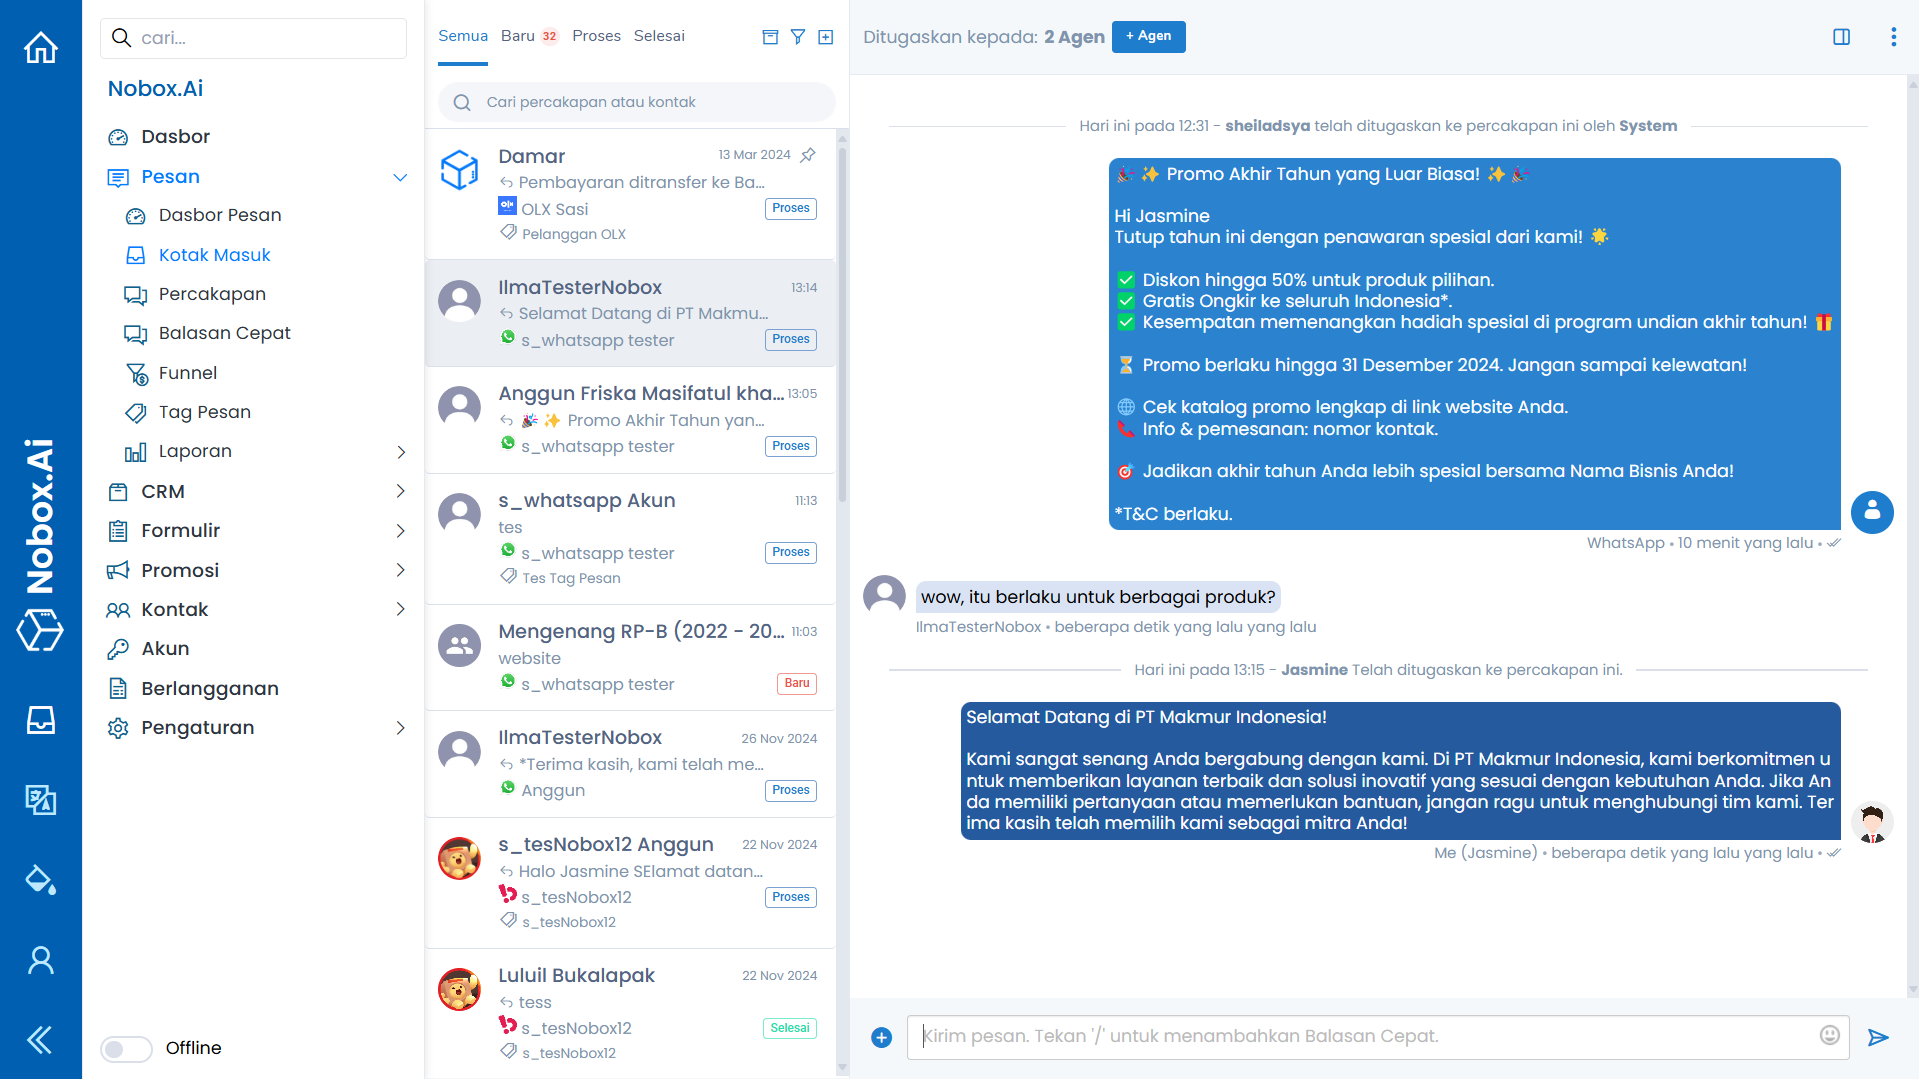 Nobox.Ai
cari...
Nobox.Ai
Dasbor
Pesan
Dasbor Pesan
Kotak Masuk
Percakapan
Balasan Cepat
Funnel
Tag Pesan
Laporan
CRM
Formulir
Promosi
Kontak
Akun
Berlangganan
Pengaturan
Offline
Semua Baru 32 Proses Selesai
Cari percakapan atau kontak
Damar 13 Mar 2024
Pembayaran ditransfer ke Ba...
OLX Sasi Proses
Pelanggan OLX
IlmaTesterNobox 13:14
Selamat Datang di PT Makmu...
s_whatsapp tester Proses
Anggun Friska Masifatul kha... 13:05
🎉 ✨ Promo Akhir Tahun yan...
s_whatsapp tester Proses
s_whatsapp Akun 11:13
tes
s_whatsapp tester Proses
Tes Tag Pesan
Mengenang RP-B (2022 - 20... 11:03
website
s_whatsapp tester Baru
IlmaTesterNobox 26 Nov 2024
*Terima kasih, kami telah me...
Anggun Proses
s_tesNobox12 Anggun 22 Nov 2024
Halo Jasmine SElamat datan...
s_tesNobox12 Proses
s_tesNobox12
Luluil Bukalapak 22 Nov 2024
tess
s_tesNobox12 Selesai
s_tesNobox12
Ditugaskan kepada: 2 Agen + Agen
Hari ini pada 12:31 - sheiladsya telah ditugaskan ke percakapan ini oleh System
🎉 ✨ Promo Akhir Tahun yang Luar Biasa! ✨ 🎉
Hi Jasmine
Tutup tahun ini dengan penawaran spesial dari kami! 🌟
✅ Diskon hingga 50% untuk produk pilihan.
✅ Gratis Ongkir ke seluruh Indonesia*.
✅ Kesempatan memenangkan hadiah spesial di program undian akhir tahun! 🎁
⏳ Promo berlaku hingga 31 Desember 2024. Jangan sampai kelewatan!
🌐 Cek katalog promo lengkap di link website Anda.
📞 Info & pemesanan: nomor kontak.
🎯 Jadikan akhir tahun Anda lebih spesial bersama Nama Bisnis Anda!
*T&C berlaku.
WhatsApp • 10 menit yang lalu •
wow, itu berlaku untuk berbagai produk?
IlmaTesterNobox • beberapa detik yang lalu yang lalu
Hari ini pada 13:15 - Jasmine Telah ditugaskan ke percakapan ini.
Selamat Datang di PT Makmur Indonesia!
Kami sangat senang Anda bergabung dengan kami. Di PT Makmur Indonesia, kami berkomitmen u
ntuk memberikan layanan terbaik dan solusi inovatif yang sesuai dengan kebutuhan Anda. Jika An
da memiliki pertanyaan atau memerlukan bantuan, jangan ragu untuk menghubungi tim kami. Ter
ima kasih telah memilih kami sebagai mitra Anda!
Me (Jasmine) • beberapa detik yang lalu yang lalu •
Kirim pesan. Tekan '/' untuk menambahkan Balasan Cepat.